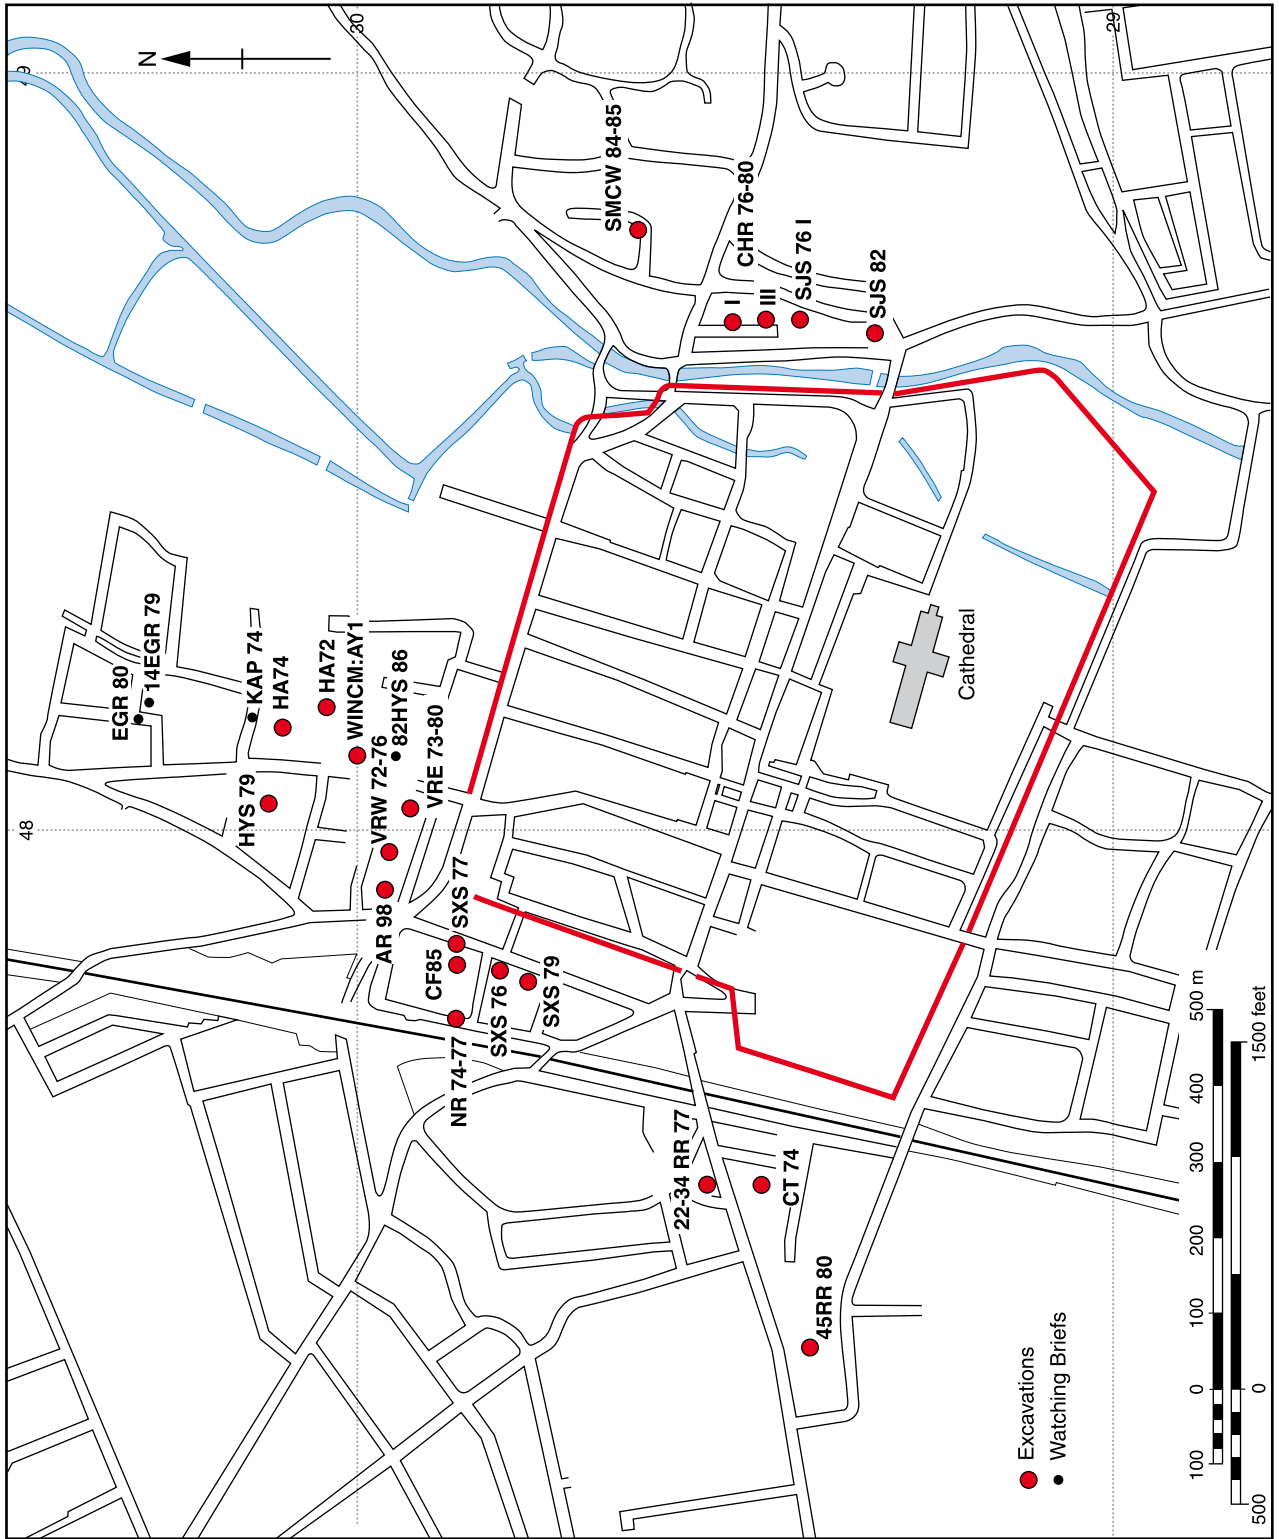 N
49
30
29
48
SMCW 84-85
CHR 76-80
I
III
SJS 76 I
SJS 82
EGR 80
14EGR 79
KAP 74
HA74
HA72
WINCM:AY1
82HYS 86
HYS 79
VRW 72-76
VRE 73-80
AR 98
SXS 77
CF85
SXS 76
SXS 79
NR 74-77
22-34 RR 77
CT 74
45RR 80
Cathedral
Excavations
Watching Briefs
100 0 100 200 300 400 500 m
500 0 1500 feet